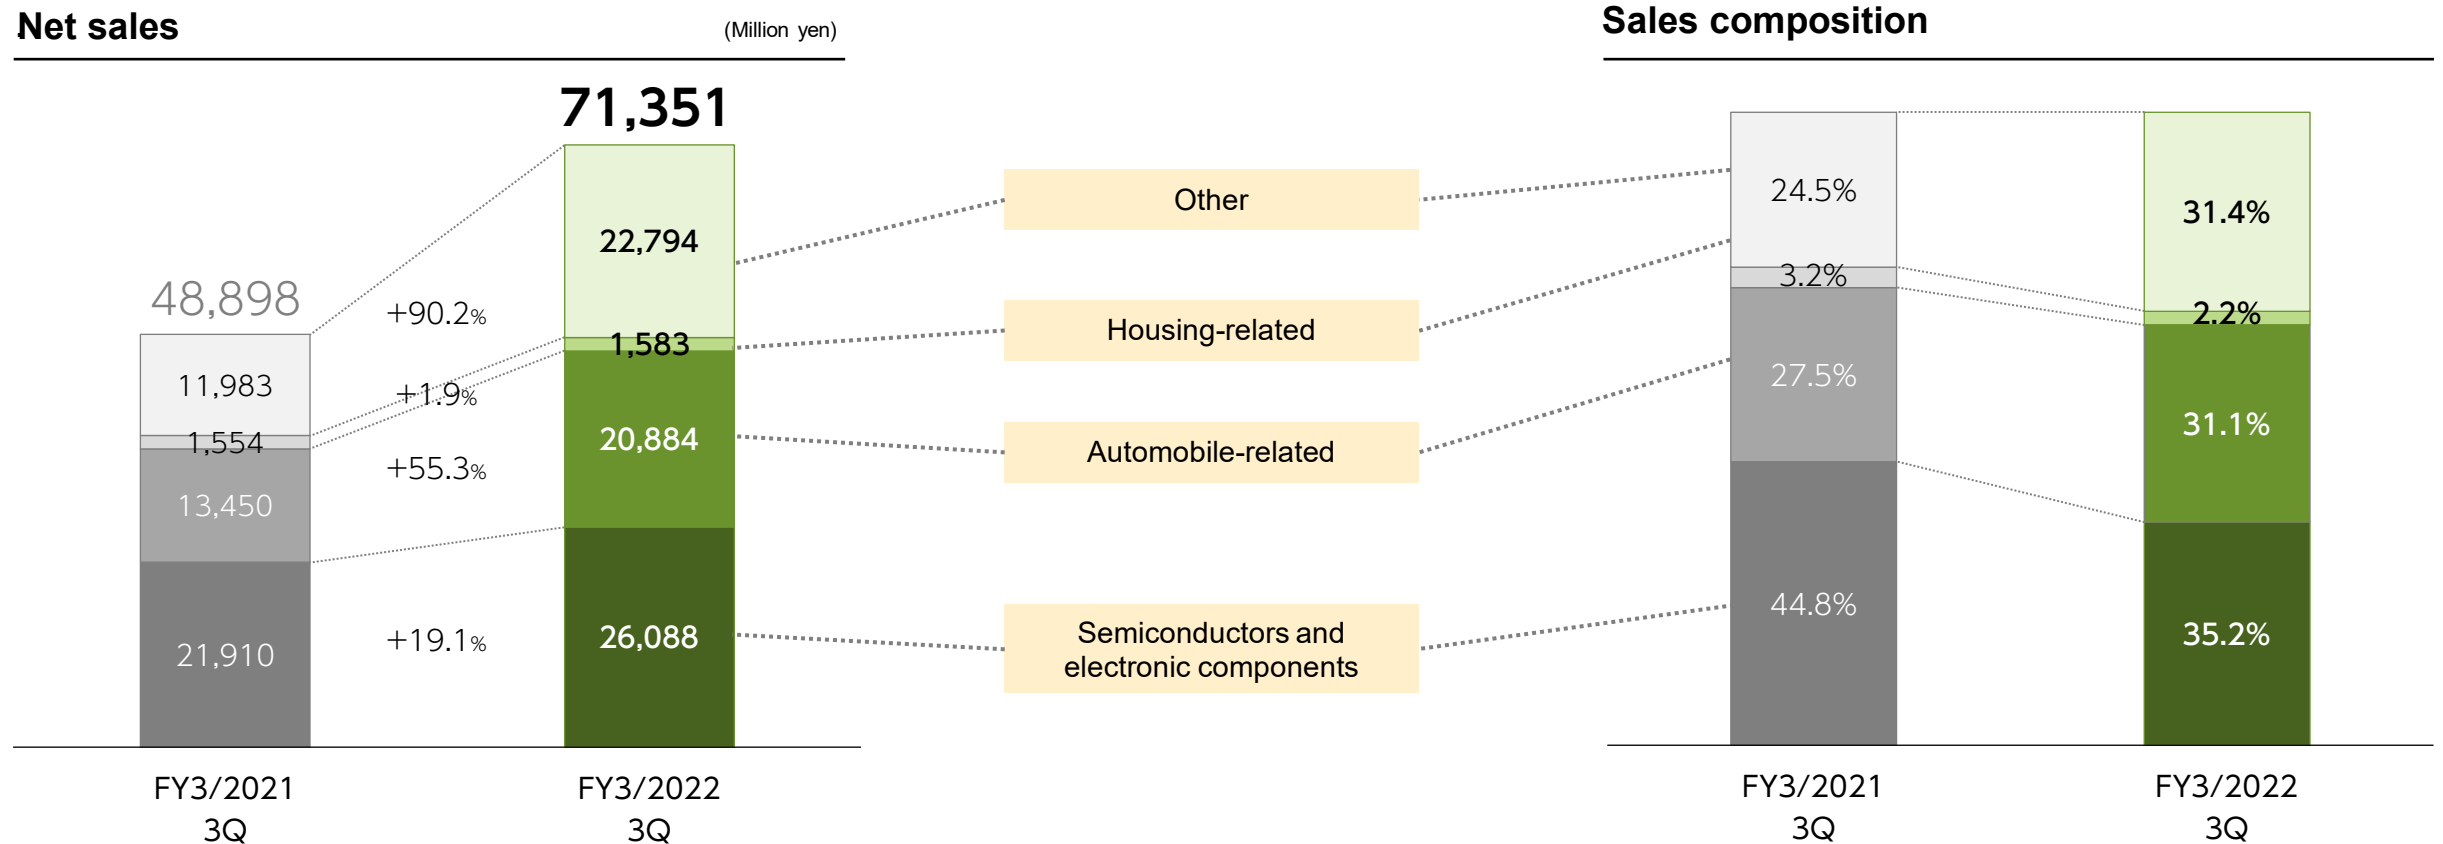 Net sales
(Million yen)
71,351
48,898
22,794
1,583
20,884
26,088
11,983
1,554
13,450
21,910
+90.2%
+1.9%
+55.3%
+19.1%
FY3/2021
3Q
FY3/2022
3Q
Other
Housing-related
Automobile-related
Semiconductors and
electronic components
Sales composition
24.5%
3.2%
27.5%
44.8%
31.4%
2.2%
31.1%
35.2%
FY3/2021
3Q
FY3/2022
3Q